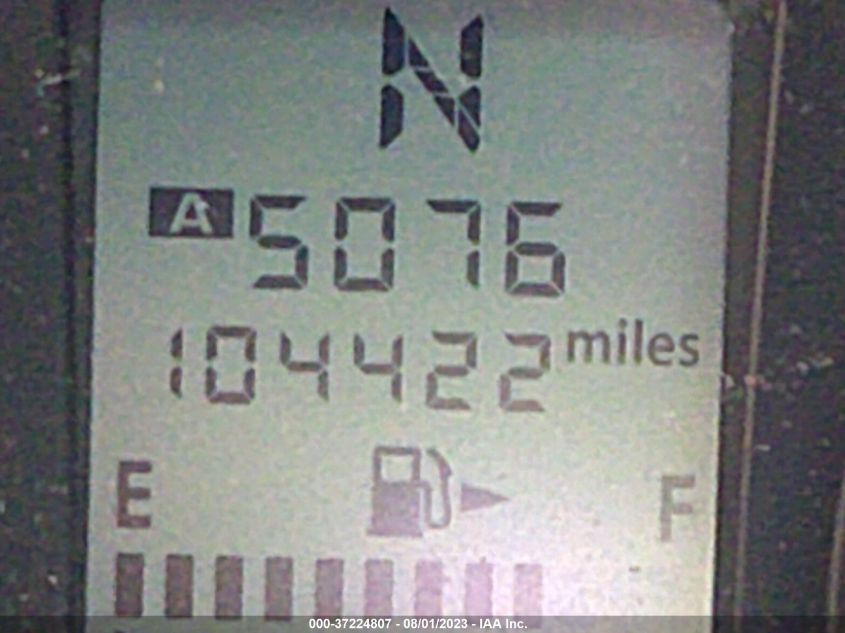 N
A 5076
104422 miles
E F
000-37224807 - 08/01/2023 - IAA Inc.